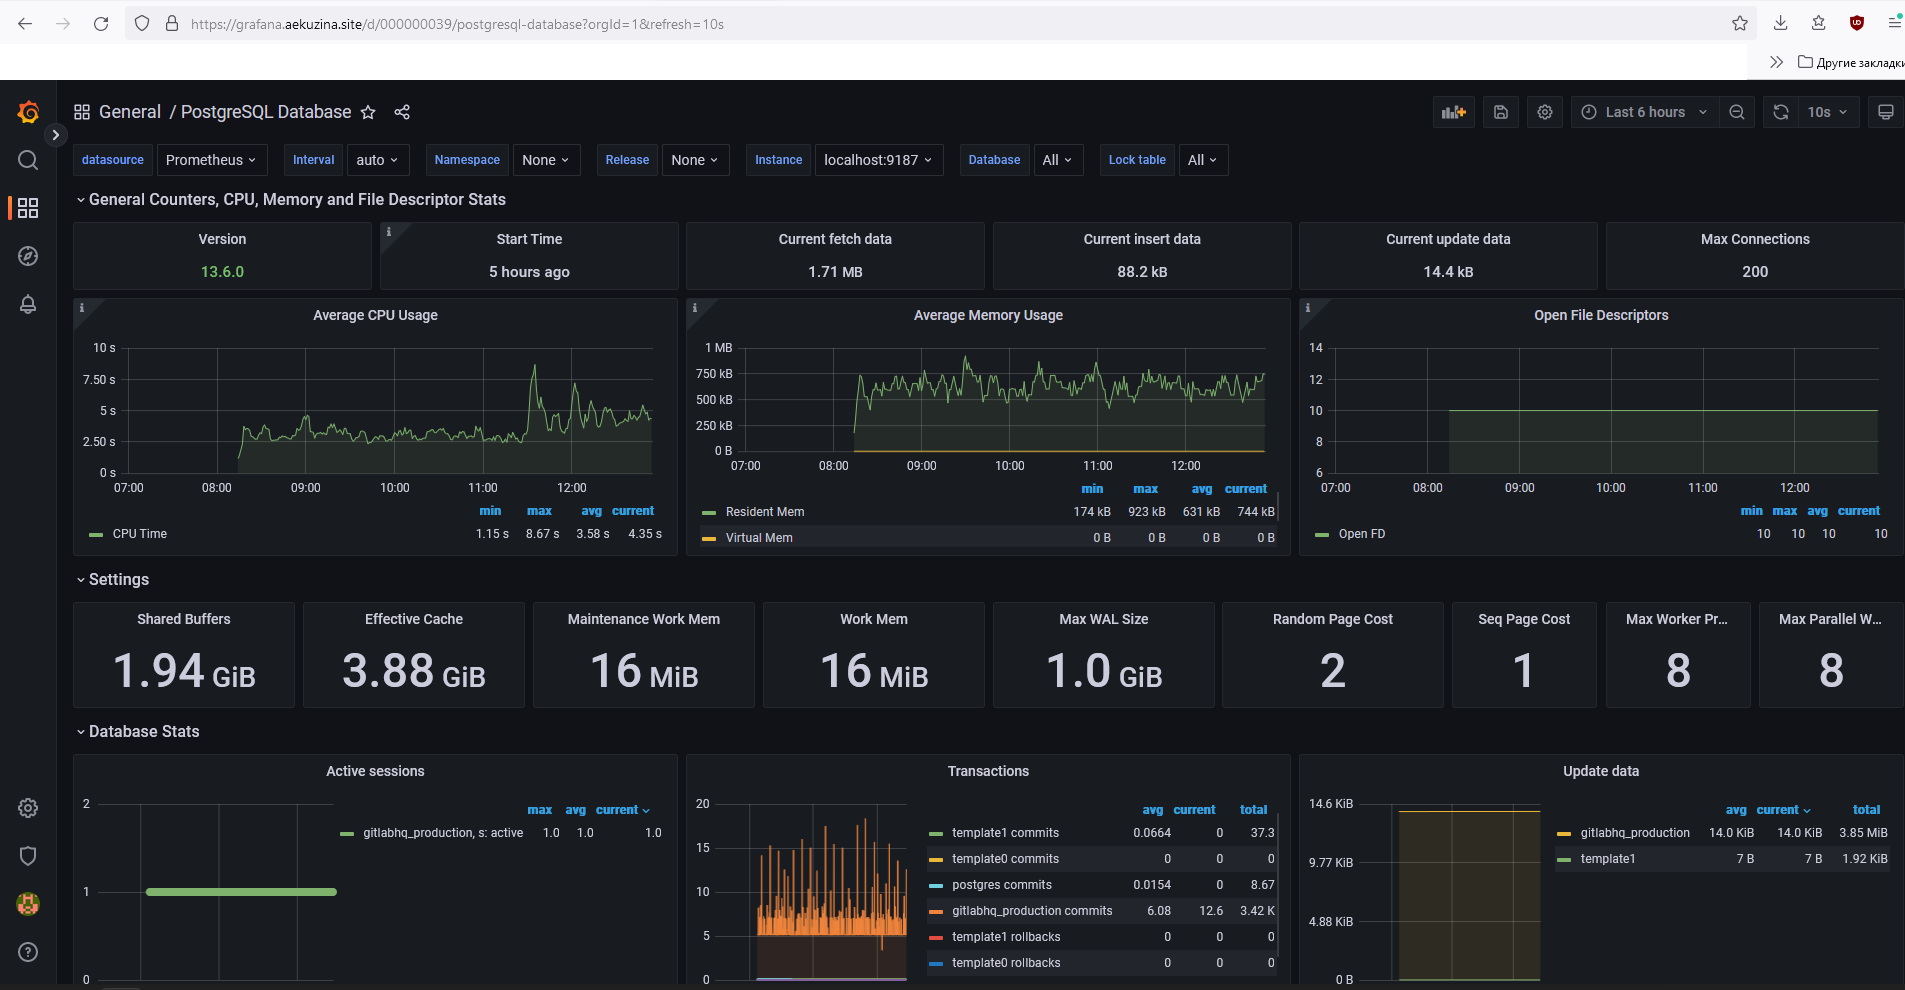 https://grafana.aekuzina.site/d/000000039/postgresql-database?orgId=1&refresh=10s
Другие закладки
General / PostgreSQL Database
Last 6 hours
10s
datasource Prometheus Interval auto Namespace None Release None Instance localhost:9187 Database All Lock table All
General Counters, CPU, Memory and File Descriptor Stats
Version
13.6.0
Start Time
5 hours ago
Current fetch data
1.71 MB
Current insert data
88.2 kB
Current update data
14.4 kB
Max Connections
200
Average CPU Usage
10 s
7.50 s
5 s
2.50 s
0 s
07:00 08:00 09:00 10:00 11:00 12:00
min max avg current
CPU Time 1.15 s 8.67 s 3.58 s 4.35 s
Average Memory Usage
1 MB
750 kB
500 kB
250 kB
0 B
07:00 08:00 09:00 10:00 11:00 12:00
min max avg current
Resident Mem 174 kB 923 kB 631 kB 744 kB
Virtual Mem 0 B 0 B 0 B 0 B
Open File Descriptors
14
12
10
8
6
07:00 08:00 09:00 10:00 11:00 12:00
min max avg current
Open FD 10 10 10 10
Settings
Shared Buffers
1.94 GiB
Effective Cache
3.88 GiB
Maintenance Work Mem
16 MiB
Work Mem
16 MiB
Max WAL Size
1.0 GiB
Random Page Cost
2
Seq Page Cost
1
Max Worker Pr...
8
Max Parallel W...
8
Database Stats
Active sessions
2
1
0
max avg current
gitlabhq_production, s: active 1.0 1.0 1.0
Transactions
20
15
10
5
0
avg current total
template1 commits 0.0664 0 37.3
template0 commits 0 0 0
postgres commits 0.0154 0 8.67
gitlabhq_production commits 6.08 12.6 3.42 K
template1 rollbacks 0 0 0
template0 rollbacks 0 0 0
Update data
14.6 KiB
9.77 KiB
4.88 KiB
0 B
avg current total
gitlabhq_production 14.0 KiB 14.0 KiB 3.85 MiB
template1 7 B 7 B 1.92 KiB